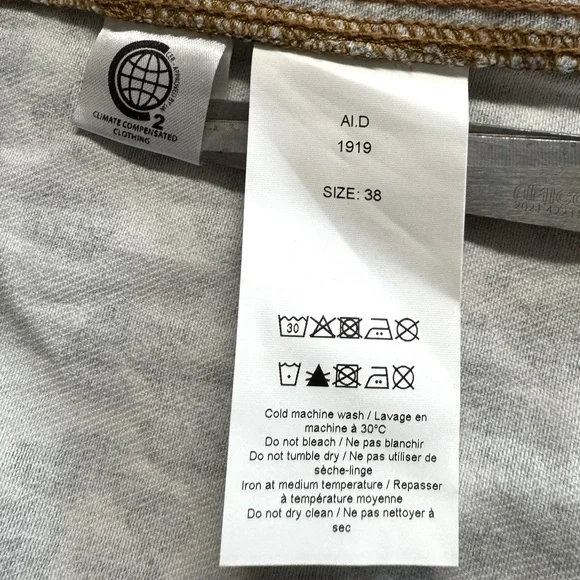 2
CLIMATE COMPENSATED
CLOTHING
AI.D
1919
SIZE: 38
30
Cold machine wash / Lavage en
machine à 30°C
Do not bleach / Ne pas blanchir
Do not tumble dry / Ne pas utiliser de
sèche-linge
Iron at medium temperature / Repasser
à température moyenne
Do not dry clean / Ne pas nettoyer à
sec